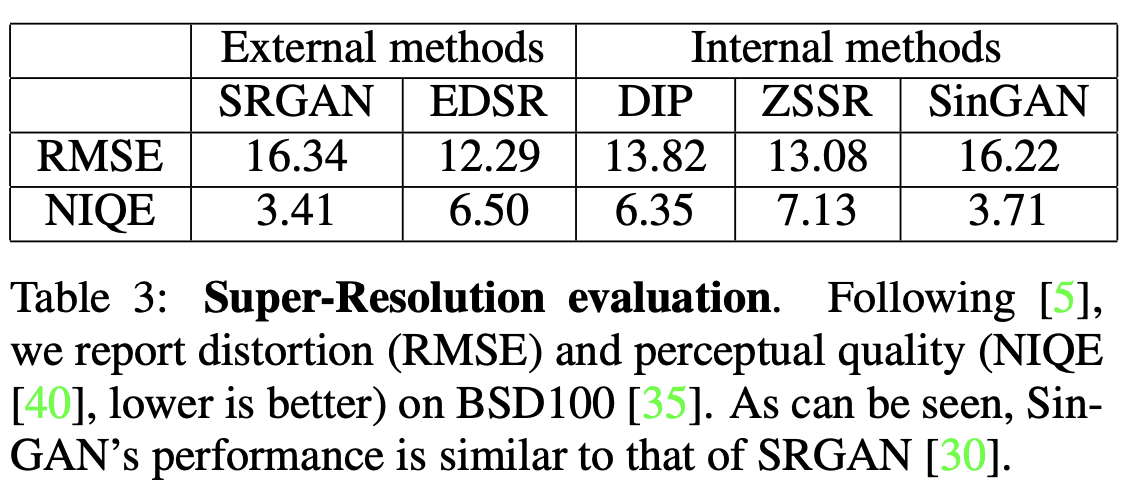 External methods Internal methods
SRGAN EDSR DIP ZSSR SinGAN
RMSE 16.34 12.29 13.82 13.08 16.22
NIQE 3.41 6.50 6.35 7.13 3.71
Table 3: Super-Resolution evaluation. Following [5],
we report distortion (RMSE) and perceptual quality (NIQE
[40], lower is better) on BSD100 [35]. As can be seen, Sin-
GAN's performance is similar to that of SRGAN [30].